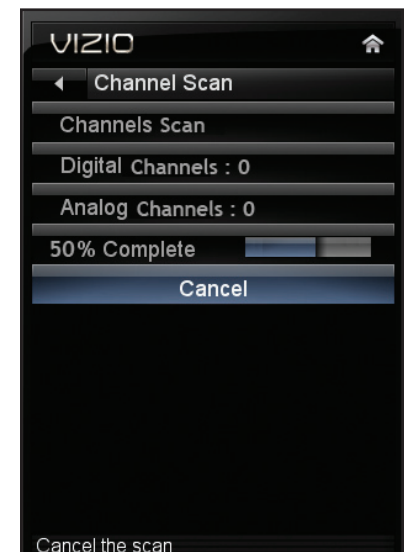 VIZIO
Channel Scan
Channels Scan
Digital Channels : 0
Analog Channels : 0
50% Complete
Cancel
Cancel the scan